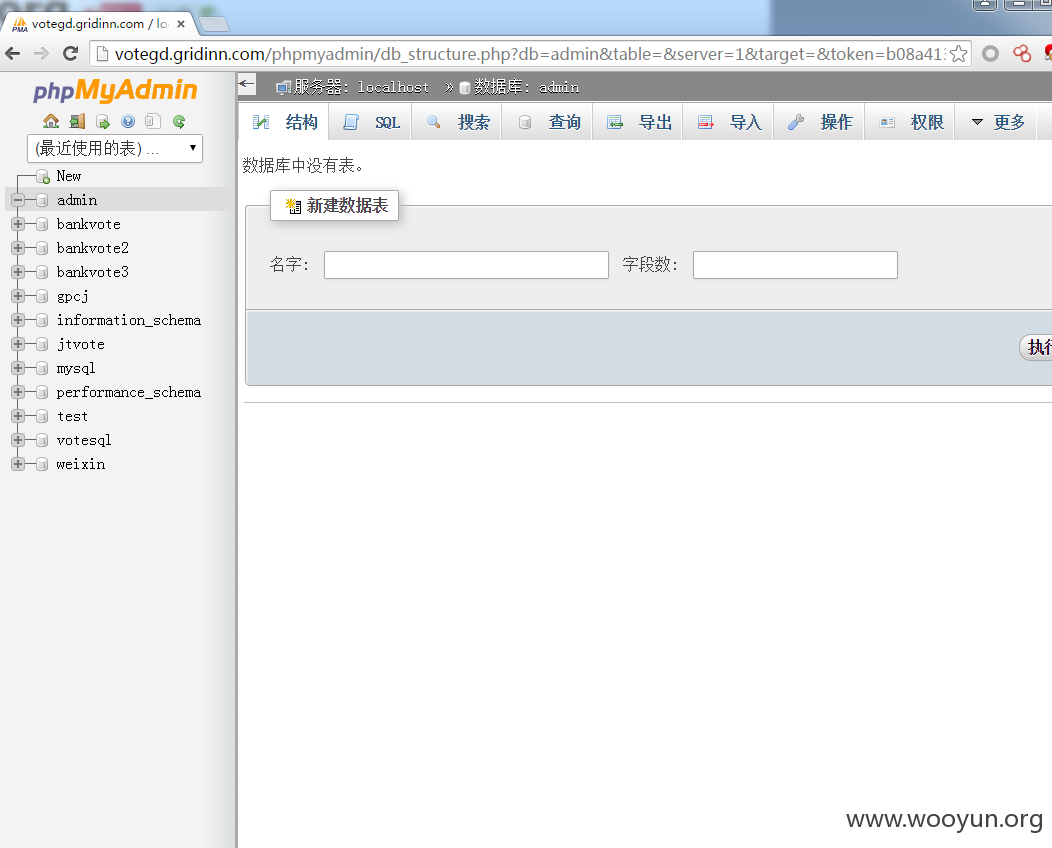 votegd.gridinn.com / lo
votegd.gridinn.com/phpmyadmin/db_structure.php?db=admin&table=&server=1&target=&token=b08a41
phpMyAdmin
服务器: localhost » 数据库: admin
结构 SQL 搜索 查询 导出 导入 操作 权限 更多
(最近使用的表) ...
New
admin
bankvote
bankvote2
bankvote3
gpcj
information_schema
jtvote
mysql
performance_schema
test
votesql
weixin
数据库中没有表。
新建数据表
名字:
字段数:
执行
www.wooyun.org